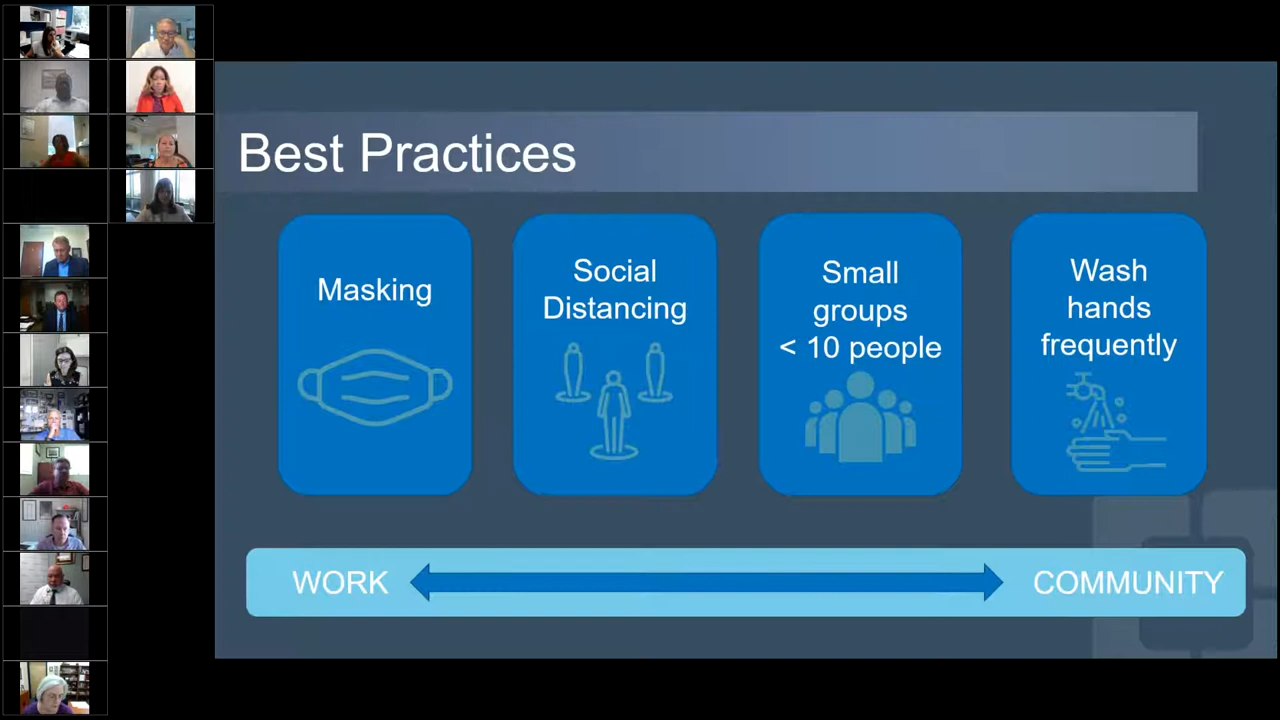 Best Practices
Masking
Social
Distancing
Small
groups
< 10 people
Wash
hands
frequently
WORK
COMMUNITY